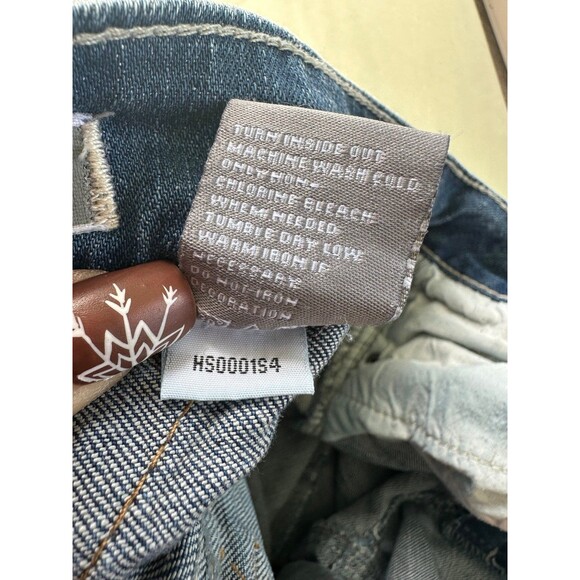 TURN INSIDE OUT
MACHINE WASH COLD
ONLY NON-
CHLORINE BLEACH
WHEN NEEDED
TUMBLE DRY LOW
WARM IRON IF
NECESSARY
DO NOT IRON
DECORATION
HS0001S4